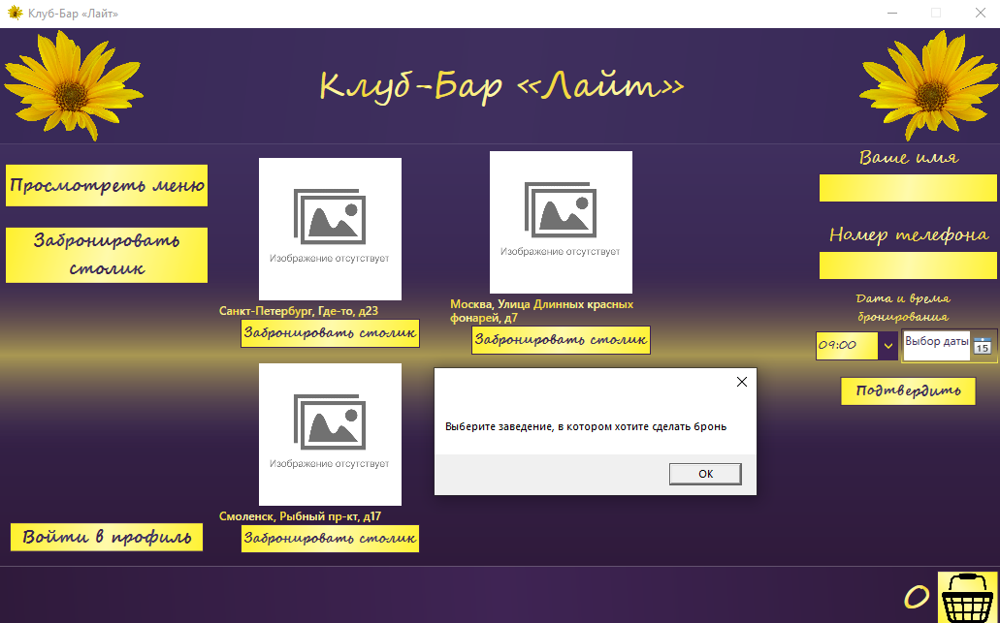 Клуб-Бар «Лайт»
Клуб-Бар «Лайт»
Просмотреть меню
Забронировать
столик
Войти в профиль
Изображение отсутствует
Санкт-Петербург, Где-то, д23
Забронировать столик
Изображение отсутствует
Москва, Улица Длинных красных
фонарей, д7
Забронировать столик
Изображение отсутствует
Смоленск, Рыбный пр-кт, д17
Забронировать столик
Выберите заведение, в котором хотите сделать бронь
ОК
Ваше имя
Номер телефона
Дата и время
бронирования
09:00
Выбор даты
15
Подтвердить
0